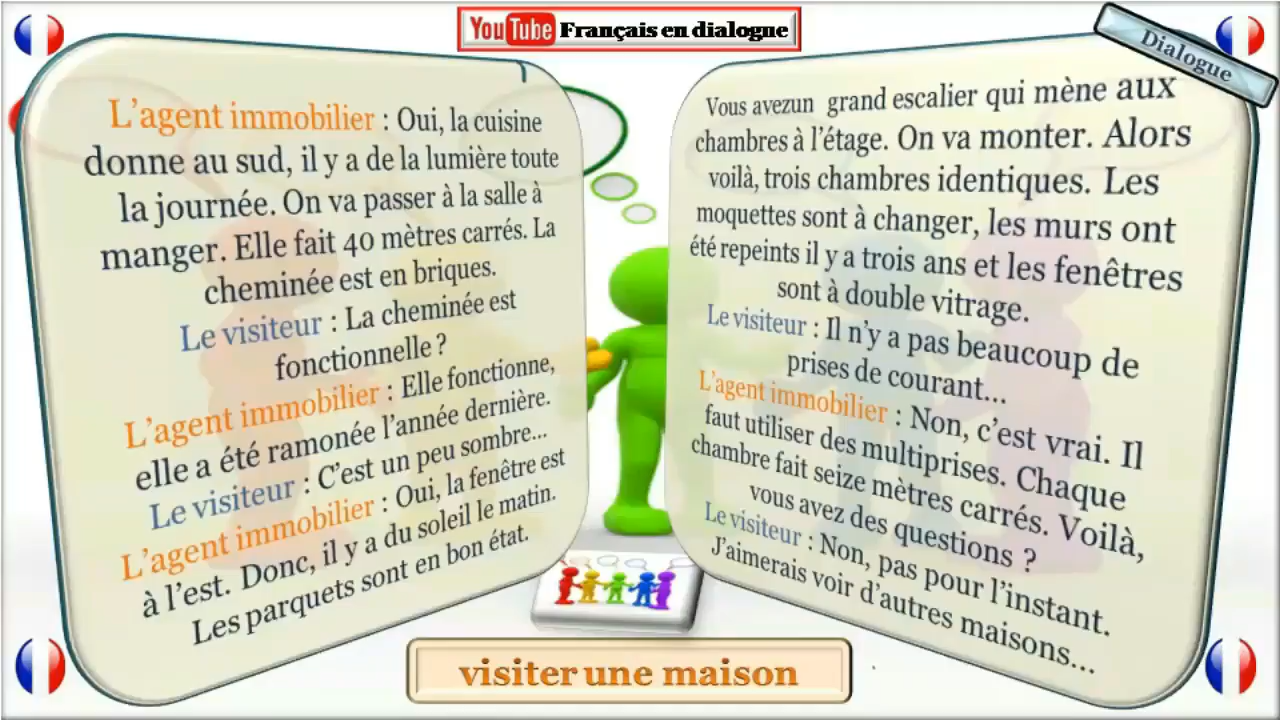 YouTube Français en dialogue
Dialogue
L'agent immobilier : Oui, la cuisine
donne au sud, il y a de la lumière toute
la journée. On va passer à la salle à
manger. Elle fait 40 mètres carrés. La
cheminée est en briques.
Le visiteur : La cheminée est
fonctionnelle ?
L'agent immobilier : Elle fonctionne,
elle a été ramonée l'année dernière.
Le visiteur : C'est un peu sombre...
L'agent immobilier : Oui, la fenêtre est
à l'est. Donc, il y a du soleil le matin.
Les parquets sont en bon état.
Vous avezun grand escalier qui mène aux
chambres à l'étage. On va monter. Alors
voilà, trois chambres identiques. Les
moquettes sont à changer, les murs ont
été repeints il y a trois ans et les fenêtres
sont à double vitrage.
Le visiteur : Il n'y a pas beaucoup de
prises de courant...
L'agent immobilier : Non, c'est vrai. Il
faut utiliser des multiprises. Chaque
chambre fait seize mètres carrés. Voilà,
vous avez des questions ?
Le visiteur : Non, pas pour l'instant.
J'aimerais voir d'autres maisons...
visiter une maison